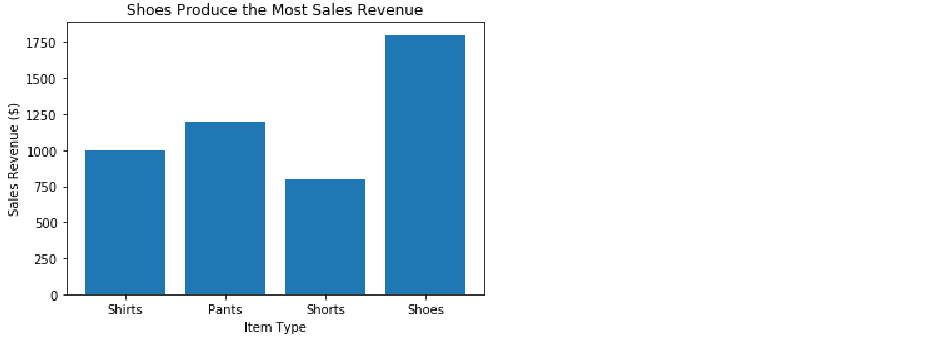 Shoes Produce the Most Sales Revenue
Sales Revenue ($)
1750
1500
1250
1000
750
500
250
0
Shirts Pants Shorts Shoes
Item Type